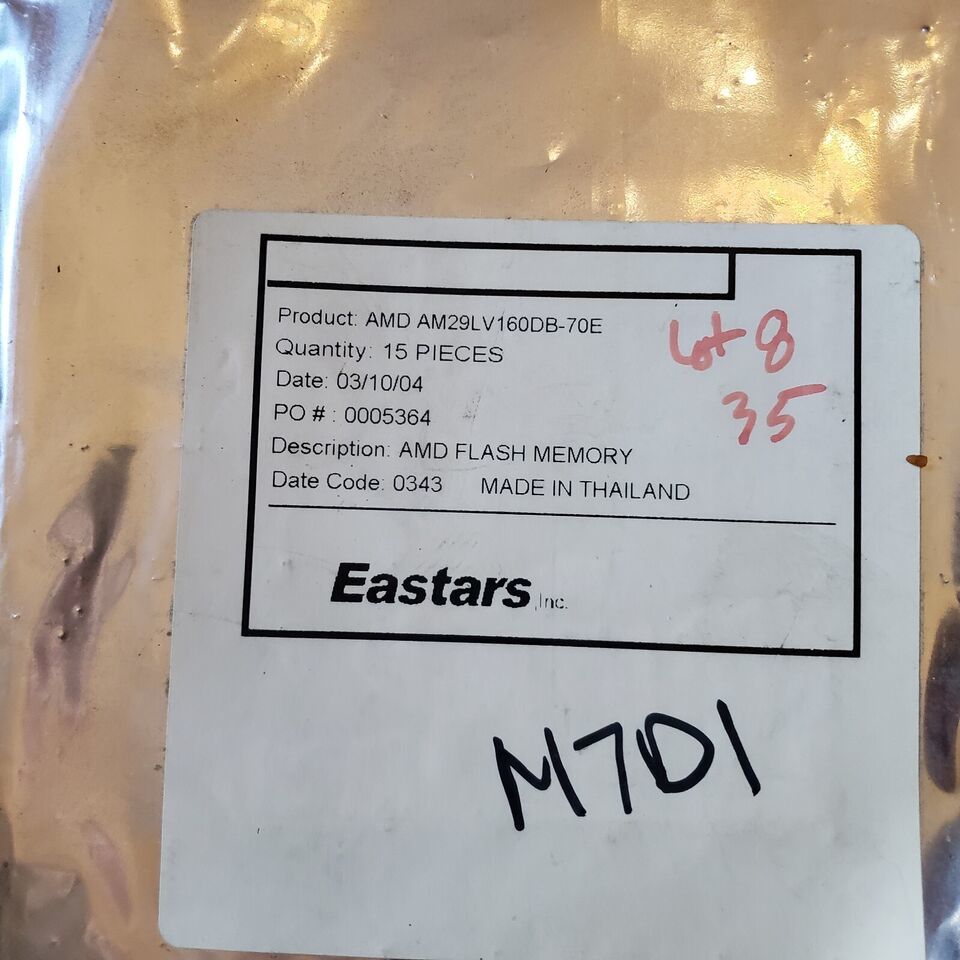 Product: AMD AM29LV160DB-70E
Quantity: 15 PIECES
Date: 03/10/04
PO # : 0005364
Description: AMD FLASH MEMORY
Date Code: 0343 MADE IN THAILAND
Lot 8
35
Eastars, Inc.
M7D1